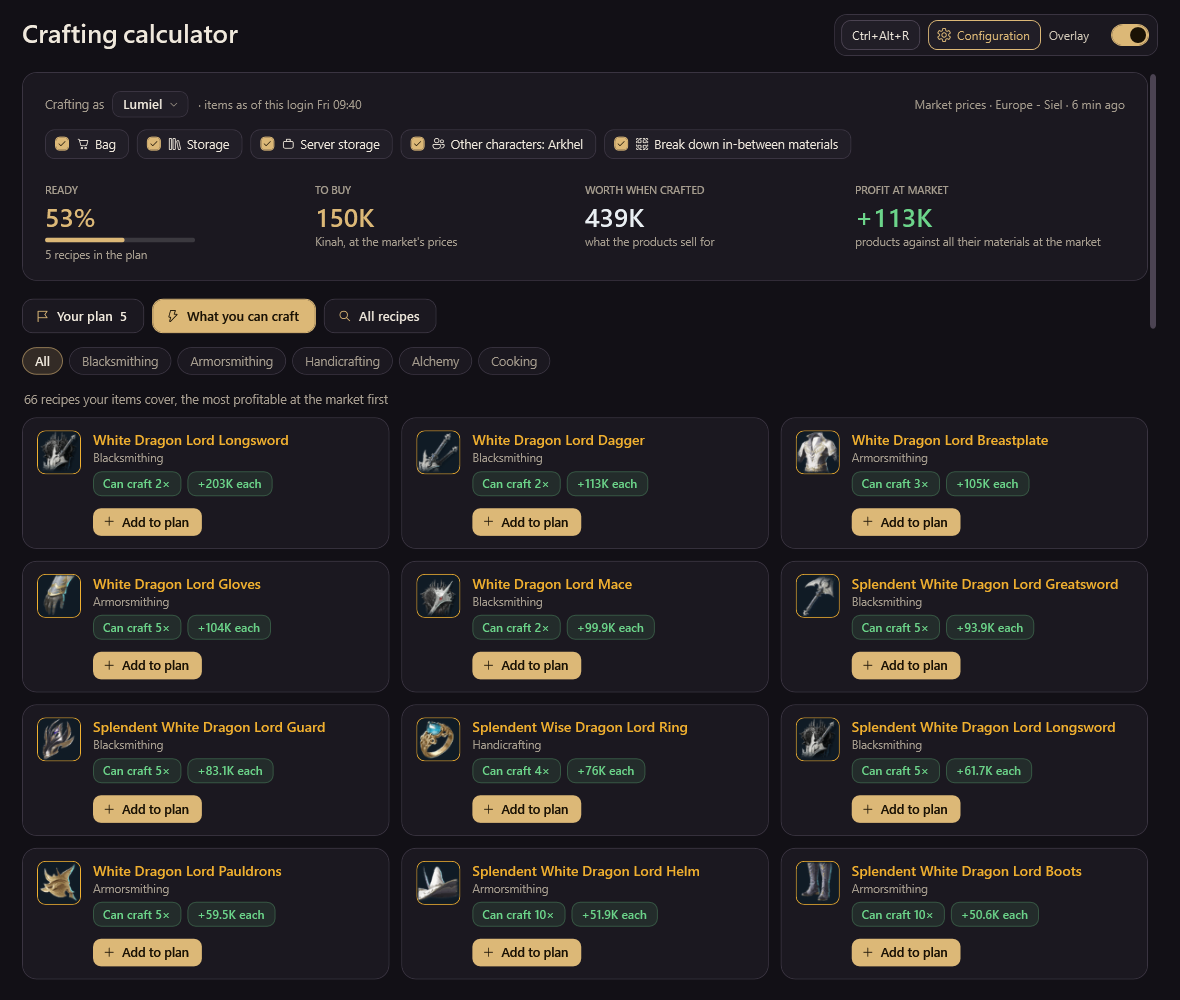 Crafting calculator
Ctrl+Alt+R
Configuration
Overlay
Crafting as Lumiel · items as of this login Fri 09:40
Market prices · Europe - Siel · 6 min ago
Bag
Storage
Server storage
Other characters: Arkhel
Break down in-between materials
READY
53%
5 recipes in the plan
TO BUY
150K
Kinah, at the market's prices
WORTH WHEN CRAFTED
439K
what the products sell for
PROFIT AT MARKET
+113K
products against all their materials at the market
Your plan 5
What you can craft
All recipes
All
Blacksmithing
Armorsmithing
Handicrafting
Alchemy
Cooking
66 recipes your items cover, the most profitable at the market first
White Dragon Lord Longsword
Blacksmithing
Can craft 2× +203K each
+ Add to plan
White Dragon Lord Dagger
Blacksmithing
Can craft 2× +113K each
+ Add to plan
White Dragon Lord Breastplate
Armorsmithing
Can craft 3× +105K each
+ Add to plan
White Dragon Lord Gloves
Armorsmithing
Can craft 5× +104K each
+ Add to plan
White Dragon Lord Mace
Blacksmithing
Can craft 2× +99.9K each
+ Add to plan
Splendent White Dragon Lord Greatsword
Blacksmithing
Can craft 5× +93.9K each
+ Add to plan
Splendent White Dragon Lord Guard
Blacksmithing
Can craft 5× +83.1K each
+ Add to plan
Splendent Wise Dragon Lord Ring
Handicrafting
Can craft 4× +76K each
+ Add to plan
Splendent White Dragon Lord Longsword
Blacksmithing
Can craft 5× +61.7K each
+ Add to plan
White Dragon Lord Pauldrons
Armorsmithing
Can craft 5× +59.5K each
+ Add to plan
Splendent White Dragon Lord Helm
Armorsmithing
Can craft 10× +51.9K each
+ Add to plan
Splendent White Dragon Lord Boots
Armorsmithing
Can craft 10× +50.6K each
+ Add to plan